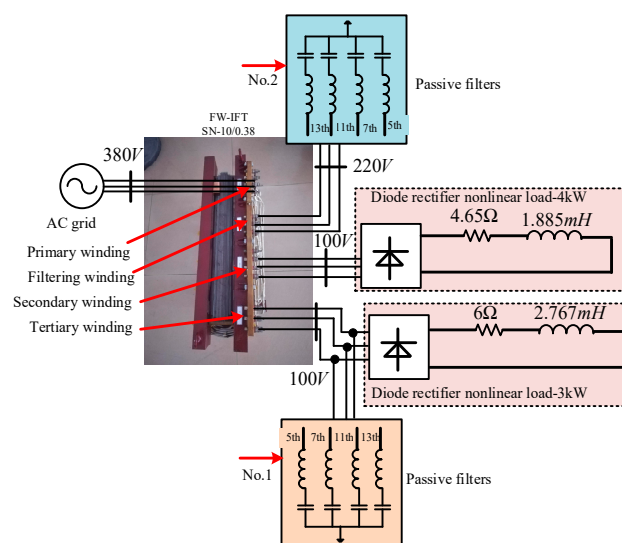 No.2
13th 11th 7th 5th
Passive filters
FW-IFT
SN-10/0.38
380V
220V
AC grid
Diode rectifier nonlinear load-4kW
4.65Ω
1.885mH
Primary winding
Filtering winding
Secondary winding
Tertiary winding
100V
6Ω
2.767mH
Diode rectifier nonlinear load-3kW
100V
5th 7th 11th 13th
No.1
Passive filters